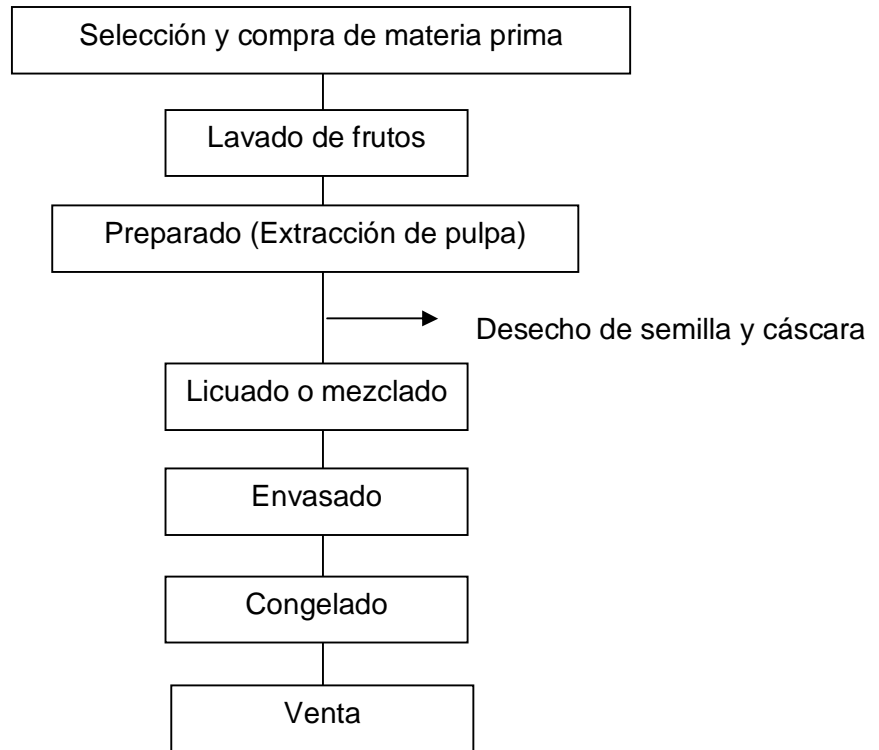 Selección y compra de materia prima
Lavado de frutos
Preparado (Extracción de pulpa)
Desecho de semilla y cáscara
Licuado o mezclado
Envasado
Congelado
Venta